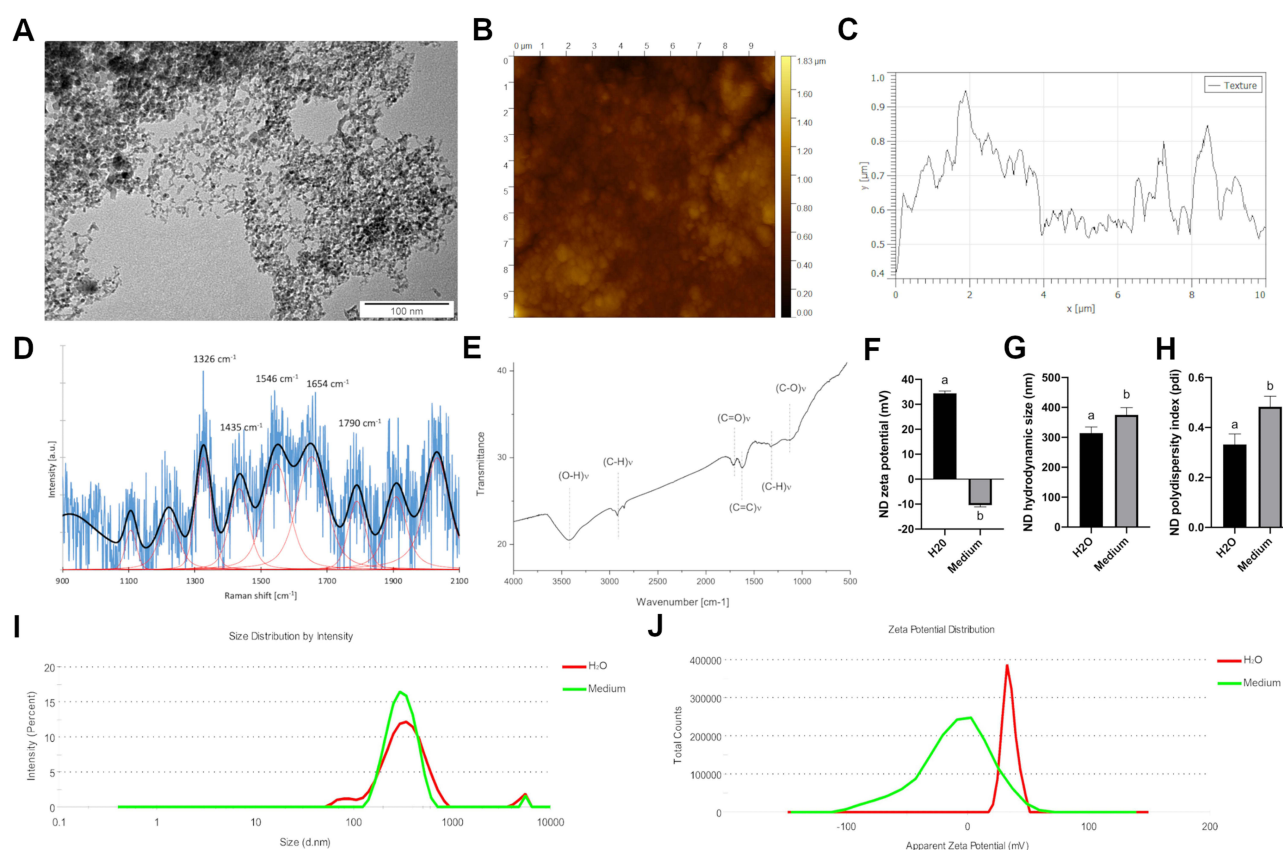 A
100 nm
B
0 µm 1 2 3 4 5 6 7 8 9
0
1
2
3
4
5
6
7
8
9
1.83 µm
1.60
1.40
1.20
1.00
0.80
0.60
0.40
0.20
0.00
C
Texture
1.0
0.9
0.8
0.7
0.6
0.5
0.4
y [µm]
0 2 4 6 8 10
x [µm]
D
1326 cm⁻¹
1435 cm⁻¹
1546 cm⁻¹
1654 cm⁻¹
1790 cm⁻¹
Intensity [a.u.]
900 1100 1300 1500 1700 1900 2100
Raman shift [cm⁻¹]
E
40
30
20
Transmittance
(O-H)ν
(C-H)ν
(C=O)ν
(C=C)ν
(C-H)ν
(C-O)ν
4000 3500 3000 2500 2000 1500 1000 500
Wavenumber [cm-1]
F
ND zeta potential (mV)
40
30
20
10
0
-10
-20
a
b
H2O
Medium
G
ND hydrodynamic size (nm)
500
400
300
200
100
0
a
b
H2O
Medium
H
ND polydispersity index (pdi)
0.6
0.4
0.2
0.0
a
b
H2O
Medium
I
Size Distribution by Intensity
20
15
10
5
0
Intensity (Percent)
0.1 1 10 100 1000 10000
Size (d.nm)
H₂O
Medium
J
Zeta Potential Distribution
400000
300000
200000
100000
0
Total Counts
-100 0 100 200
Apparent Zeta Potential (mV)
H₂O
Medium